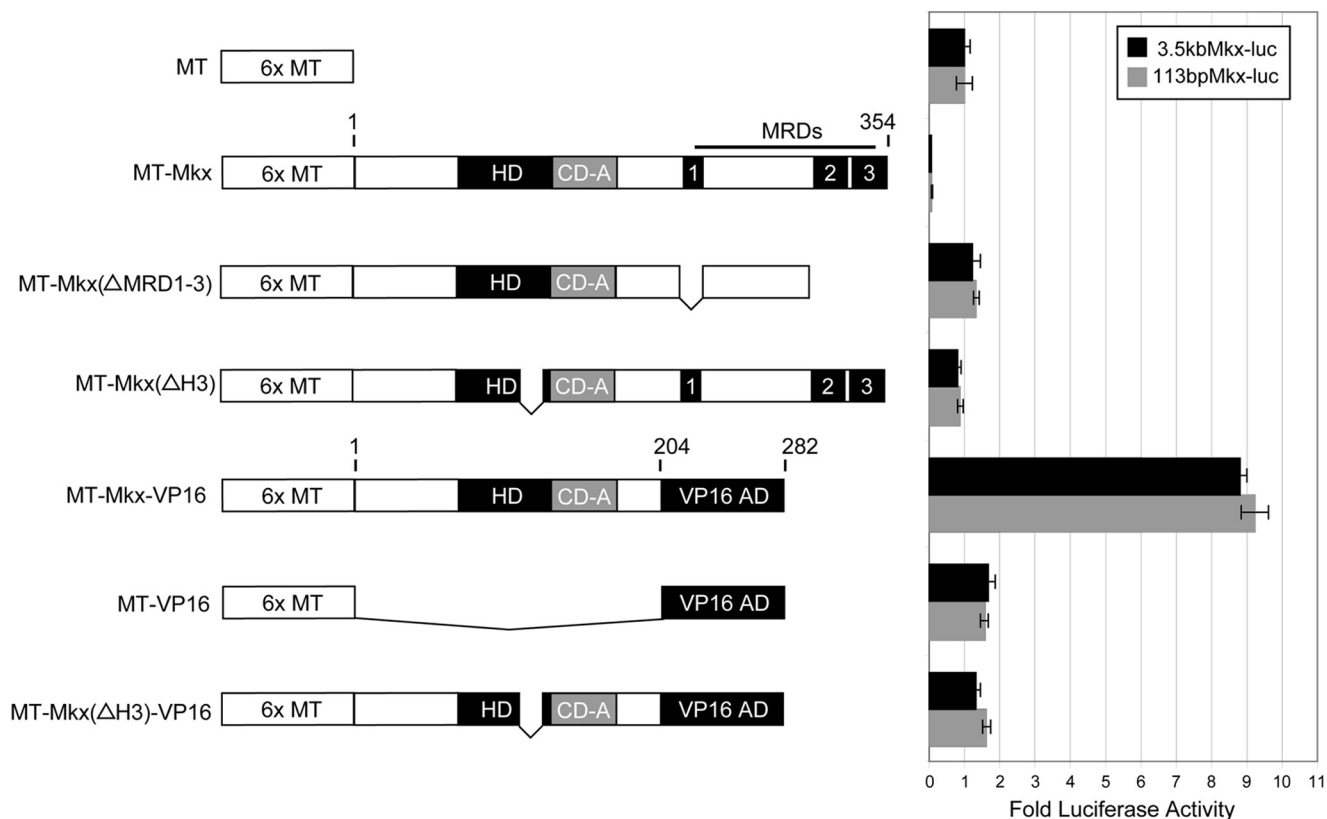 MT 6x MT
3.5kbMkx-luc
113bpMkx-luc
1 MRDs 354
MT-Mkx 6x MT HD CD-A 1 2 3
MT-Mkx(△MRD1-3) 6x MT HD CD-A
MT-Mkx(△H3) 6x MT HD CD-A 1 2 3
1 204 282
MT-Mkx-VP16 6x MT HD CD-A VP16 AD
MT-VP16 6x MT VP16 AD
MT-Mkx(△H3)-VP16 6x MT HD CD-A VP16 AD
0 1 2 3 4 5 6 7 8 9 10 11
Fold Luciferase Activity